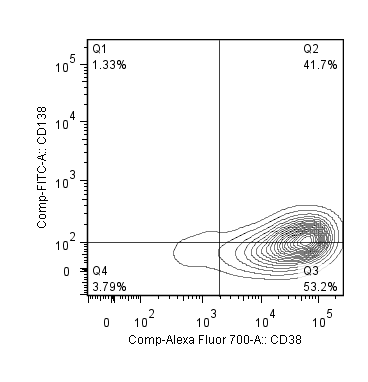 Q1
1.33%
Q2
41.7%
10^5
10^4
10^3
10^2
0
Comp-FITC-A:: CD138
Q4
3.79%
Q3
53.2%
0
10^2
10^3
10^4
10^5
Comp-Alexa Fluor 700-A:: CD38